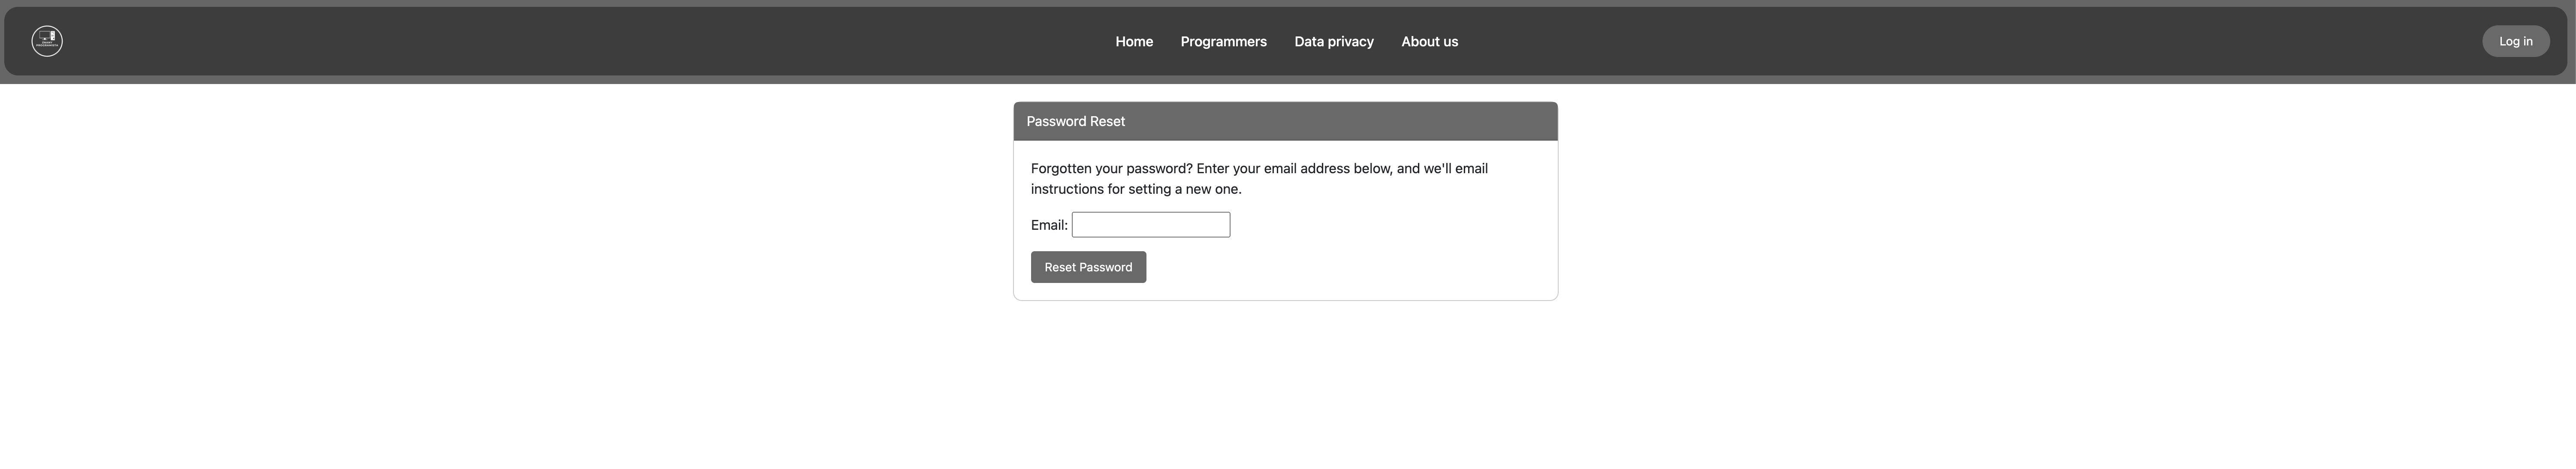 Home Programmers Data privacy About us
Log in
Password Reset
Forgotten your password? Enter your email address below, and we'll email
instructions for setting a new one.
Email:
Reset Password